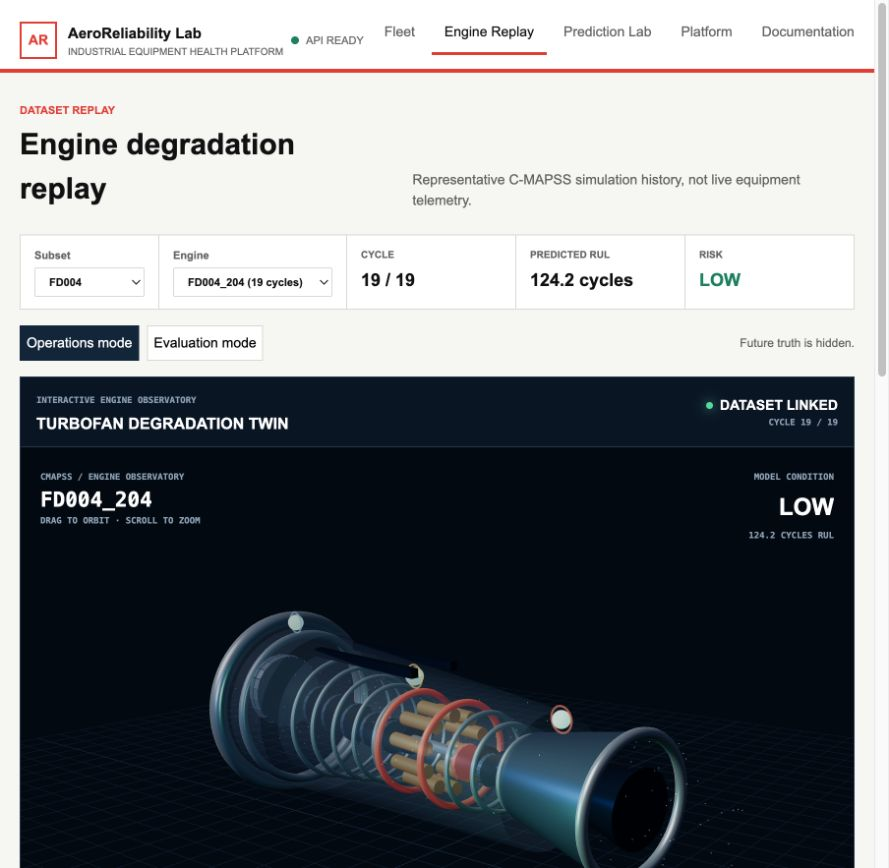 AR
AeroReliability Lab
INDUSTRIAL EQUIPMENT HEALTH PLATFORM
API READY
Fleet
Engine Replay
Prediction Lab
Platform
Documentation
DATASET REPLAY
Engine degradation
replay
Representative C-MAPSS simulation history, not live equipment
telemetry.
Subset
FD004
Engine
FD004_204 (19 cycles)
CYCLE
19 / 19
PREDICTED RUL
124.2 cycles
RISK
LOW
Operations mode
Evaluation mode
Future truth is hidden.
INTERACTIVE ENGINE OBSERVATORY
TURBOFAN DEGRADATION TWIN
DATASET LINKED
CYCLE 19 / 19
CMAPSS / ENGINE OBSERVATORY
FD004_204
DRAG TO ORBIT · SCROLL TO ZOOM
MODEL CONDITION
LOW
124.2 CYCLES RUL